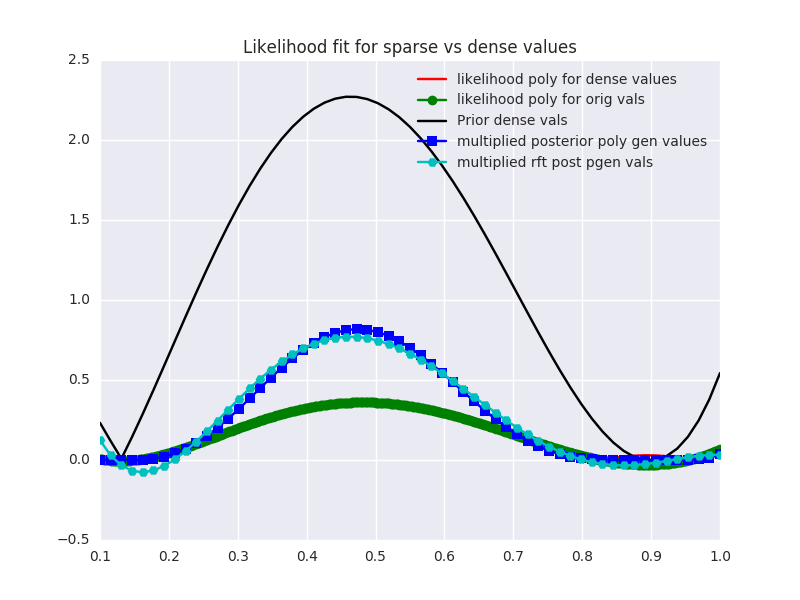 Likelihood fit for sparse vs dense values
2.5
2.0
1.5
1.0
0.5
0.0
−0.5
likelihood poly for dense values
likelihood poly for orig vals
Prior dense vals
multiplied posterior poly gen values
multiplied rft post pgen vals
0.1 0.2 0.3 0.4 0.5 0.6 0.7 0.8 0.9 1.0